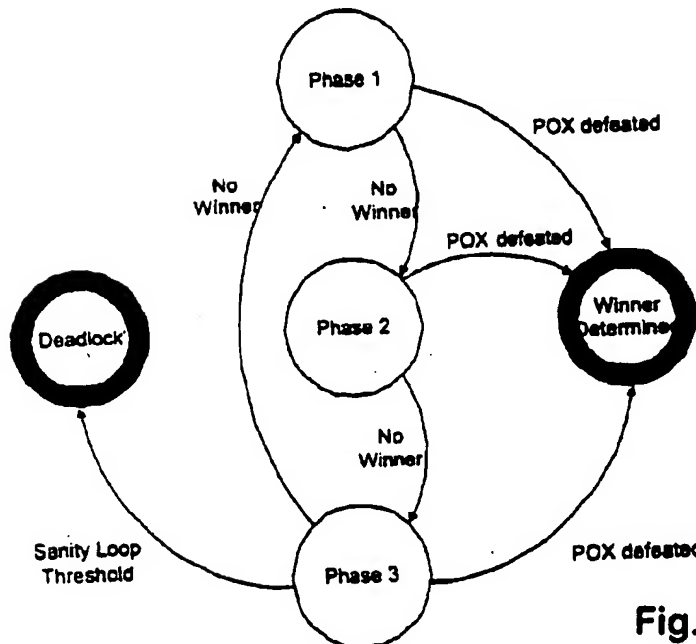 Phase 1
POX defeated
No
Winner
No
Winner
POX defeated
Deadlock
Phase 2
Winner
Determined
No
Winner
Sanity Loop
Threshold
Phase 3
POX defeated
Fig.